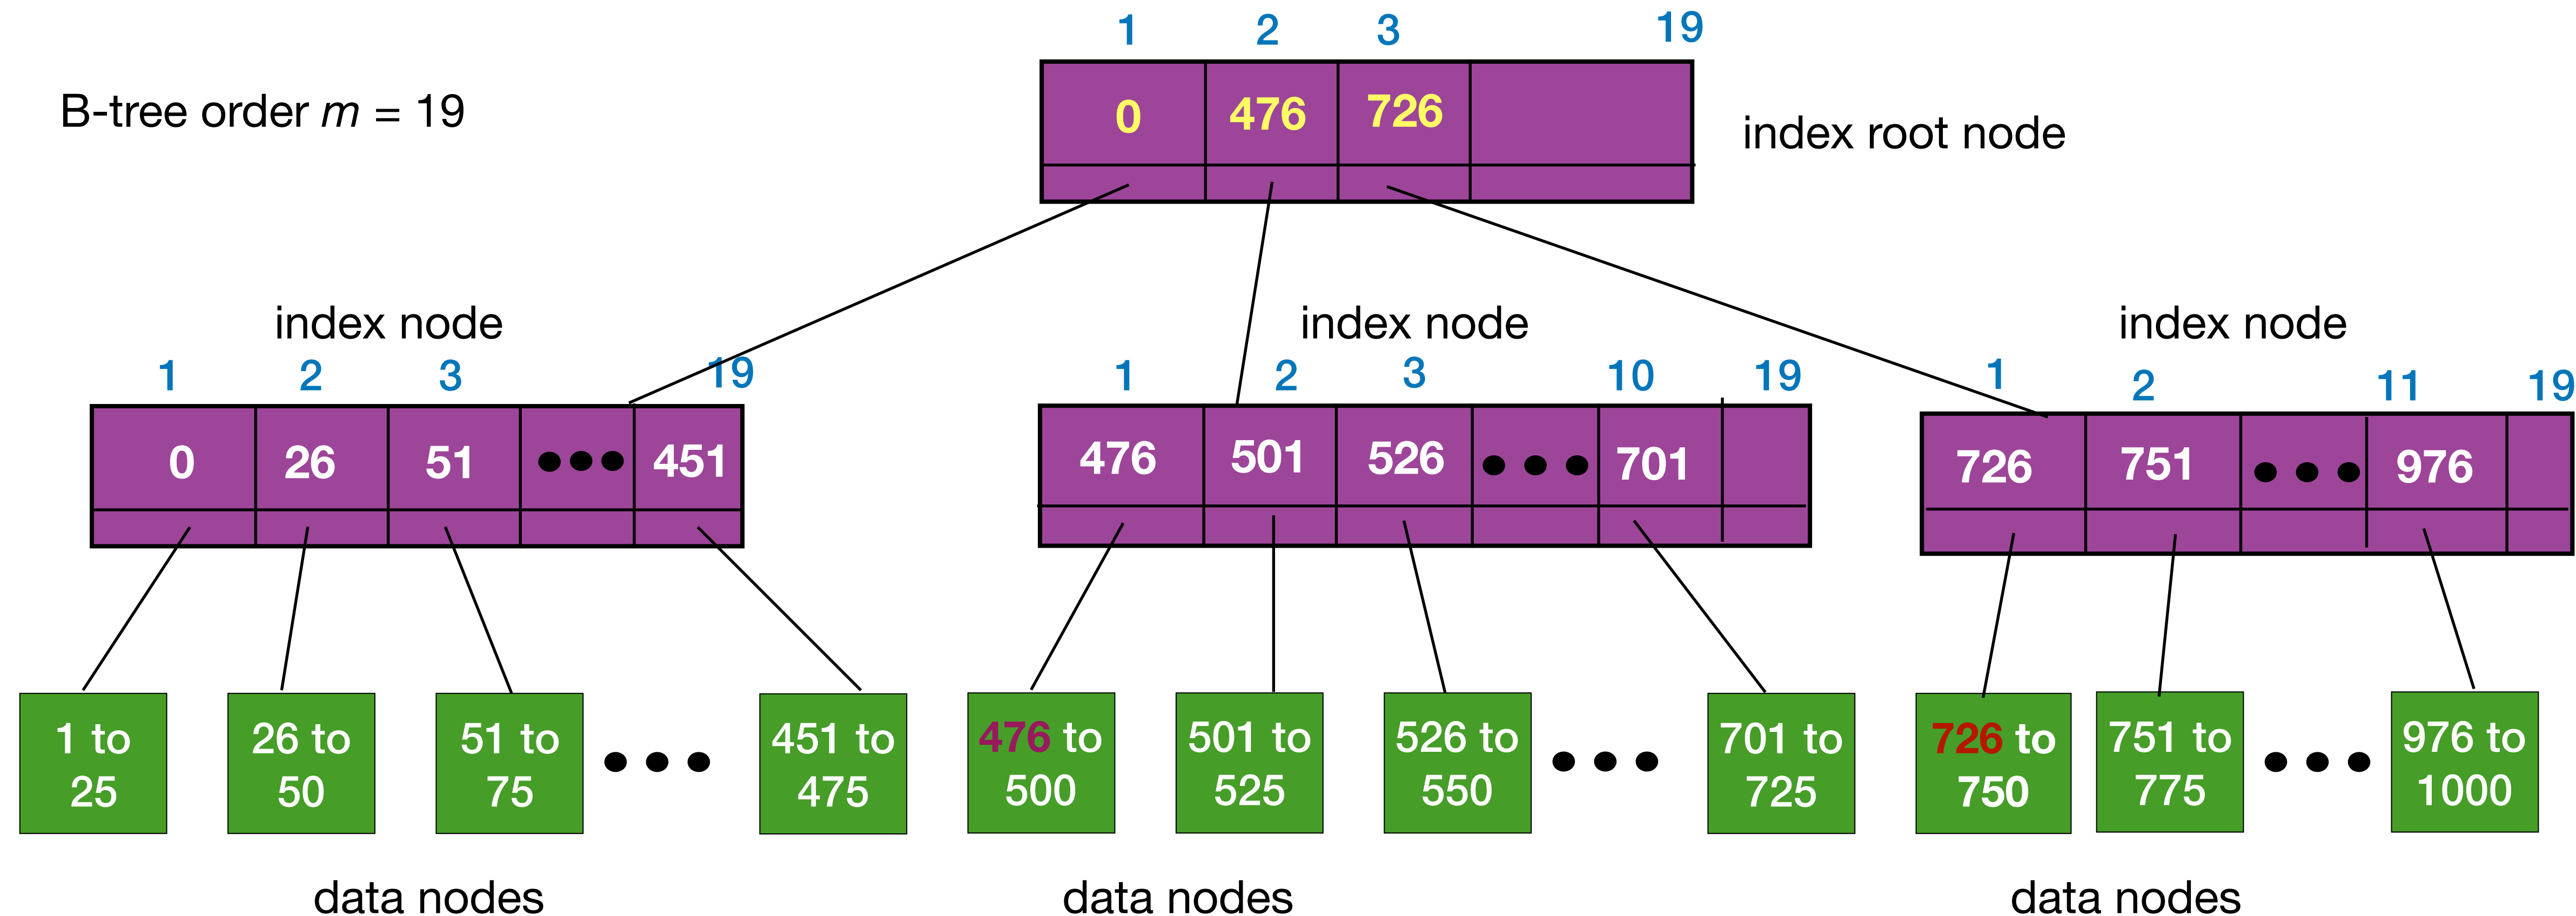 1 2 3 19
B-tree order m = 19
0 476 726
index root node
index node index node index node
1 2 3 19
1 2 3 10 19
1 2 11 19
0 26 51 ••• 451
476 501 526 ••• 701
726 751 ••• 976
1 to
25
26 to
50
51 to
75
•••
451 to
475
476 to
500
501 to
525
526 to
550
•••
701 to
725
726 to
750
751 to
775
•••
976 to
1000
data nodes data nodes data nodes